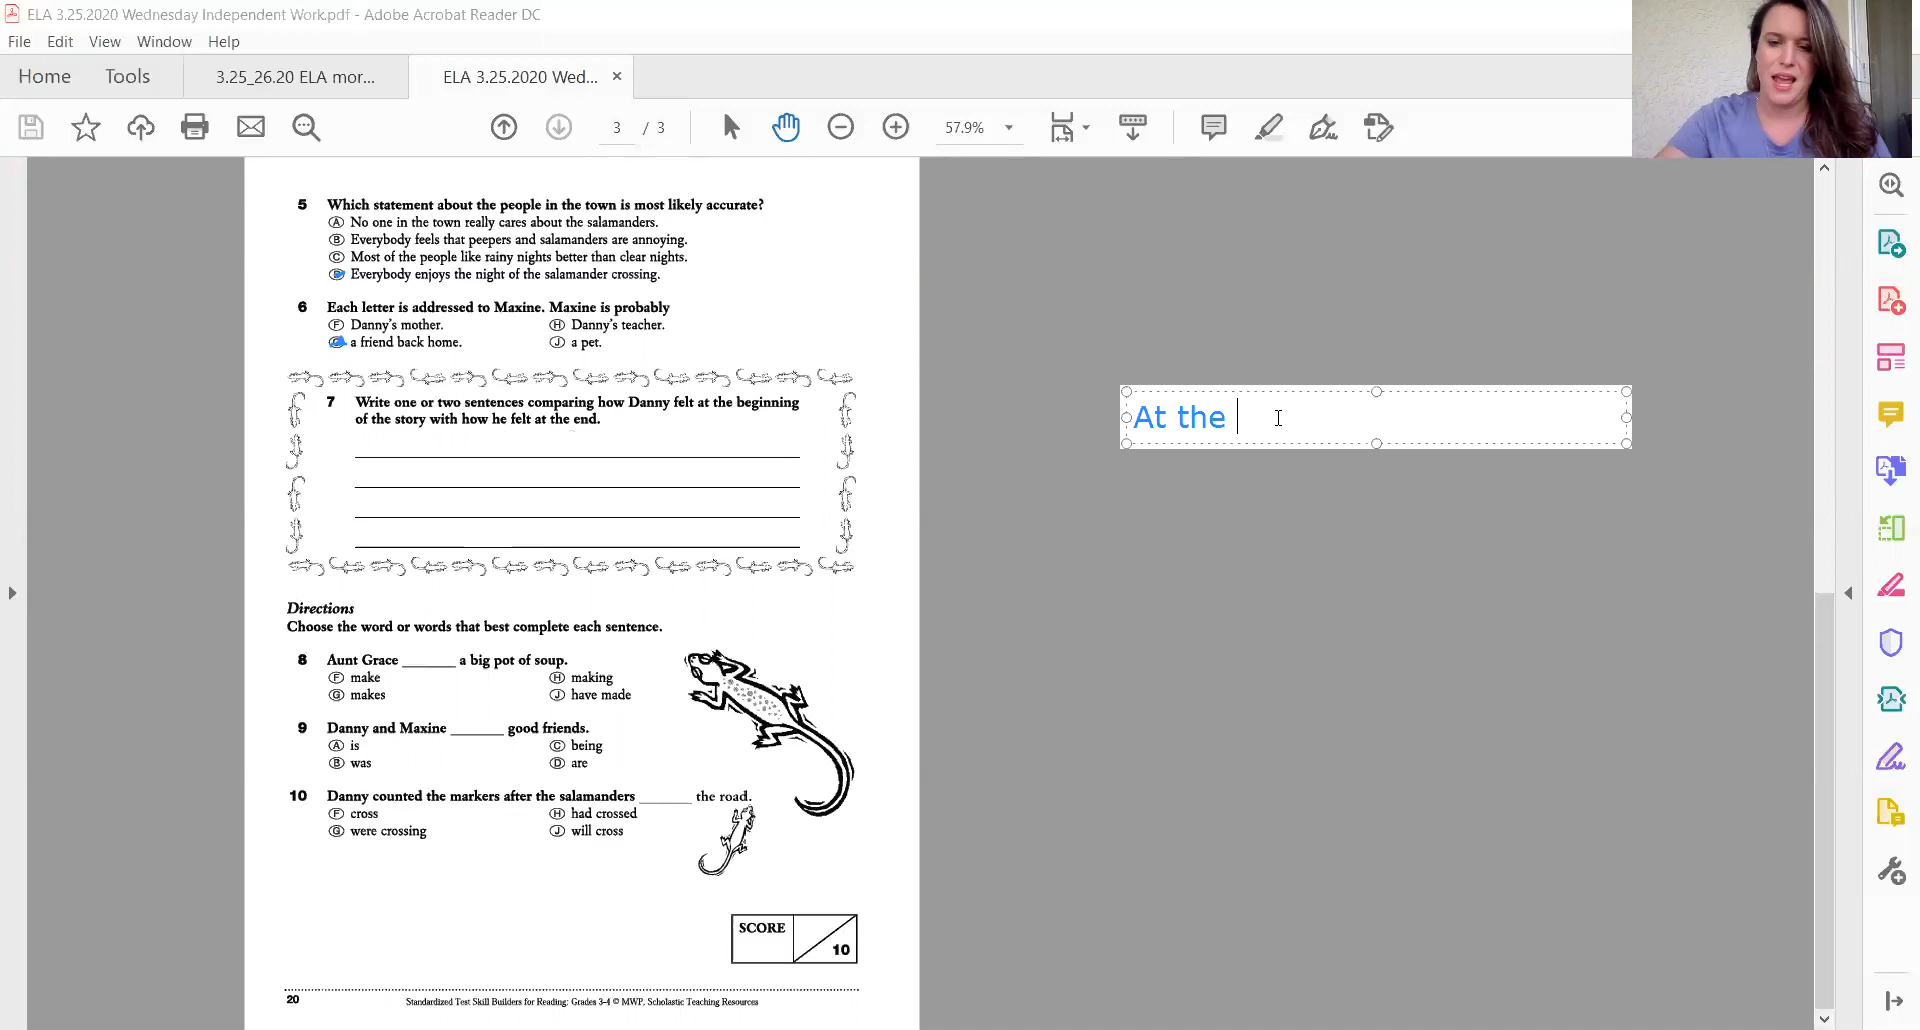 ELA 3.25.2020 Wednesday Independent Work.pdf - Adobe Acrobat Reader DC
File Edit View Window Help
Home Tools 3.25_26.20 ELA mor... ELA 3.25.2020 Wed... ×
3 / 3 57.9%
5 Which statement about the people in the town is most likely accurate?
A No one in the town really cares about the salamanders.
B Everybody feels that peepers and salamanders are annoying.
C Most of the people like rainy nights better than clear nights.
Everybody enjoys the night of the salamander crossing.
6 Each letter is addressed to Maxine. Maxine is probably
F Danny's mother. H Danny's teacher.
a friend back home. J a pet.
7 Write one or two sentences comparing how Danny felt at the beginning
of the story with how he felt at the end.
At the
Directions
Choose the word or words that best complete each sentence.
8 Aunt Grace _______ a big pot of soup.
F make H making
G makes J have made
9 Danny and Maxine _______ good friends.
A is C being
B was D are
10 Danny counted the markers after the salamanders _______ the road.
F cross H had crossed
G were crossing J will cross
SCORE 10
20 Standardized Test Skill Builders for Reading: Grades 3-4 © MWP, Scholastic Teaching Resources